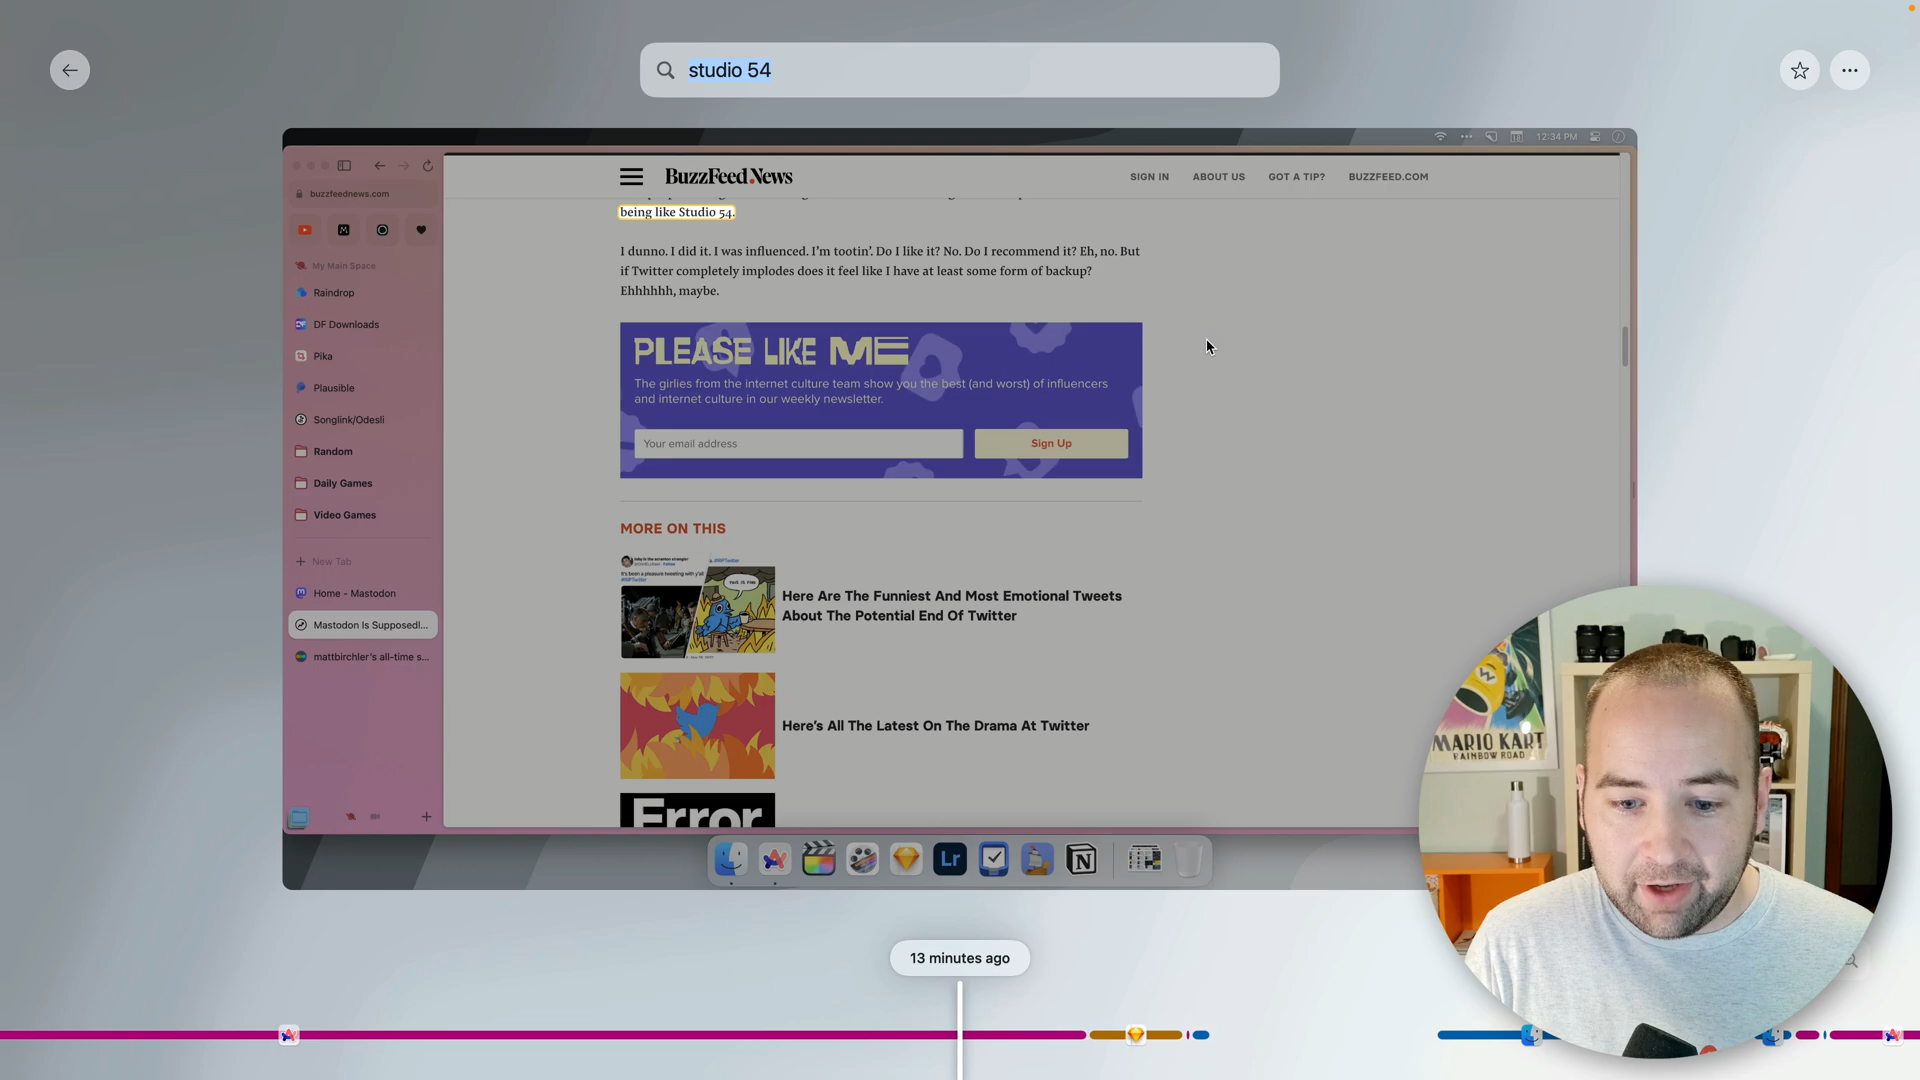 studio 54
12:34 PM
buzzfeednews.com
BuzzFeed News
SIGN IN
ABOUT US
GOT A TIP?
BUZZFEED.COM
being like Studio 54.
I dunno. I did it. I was influenced. I'm tootin'. Do I like it? No. Do I recommend it? Eh, no. But
if Twitter completely implodes does it feel like I have at least some form of backup?
Ehhhhhh, maybe.
My Main Space
Raindrop
DF Downloads
Pika
Plausible
Songlink/Odesli
Random
Daily Games
Video Games
New Tab
Home - Mastodon
Mastodon Is Supposedl...
mattbirchler's all-time s...
PLEASE LIKE ME
The girlies from the internet culture team show you the best (and worst) of influencers
and internet culture in our weekly newsletter.
Your email address
Sign Up
MORE ON THIS
THIS IS FINE
Here Are The Funniest And Most Emotional Tweets
About The Potential End Of Twitter
Here's All The Latest On The Drama At Twitter
Error
Lr
MARIO KART
RAINBOW ROAD
13 minutes ago